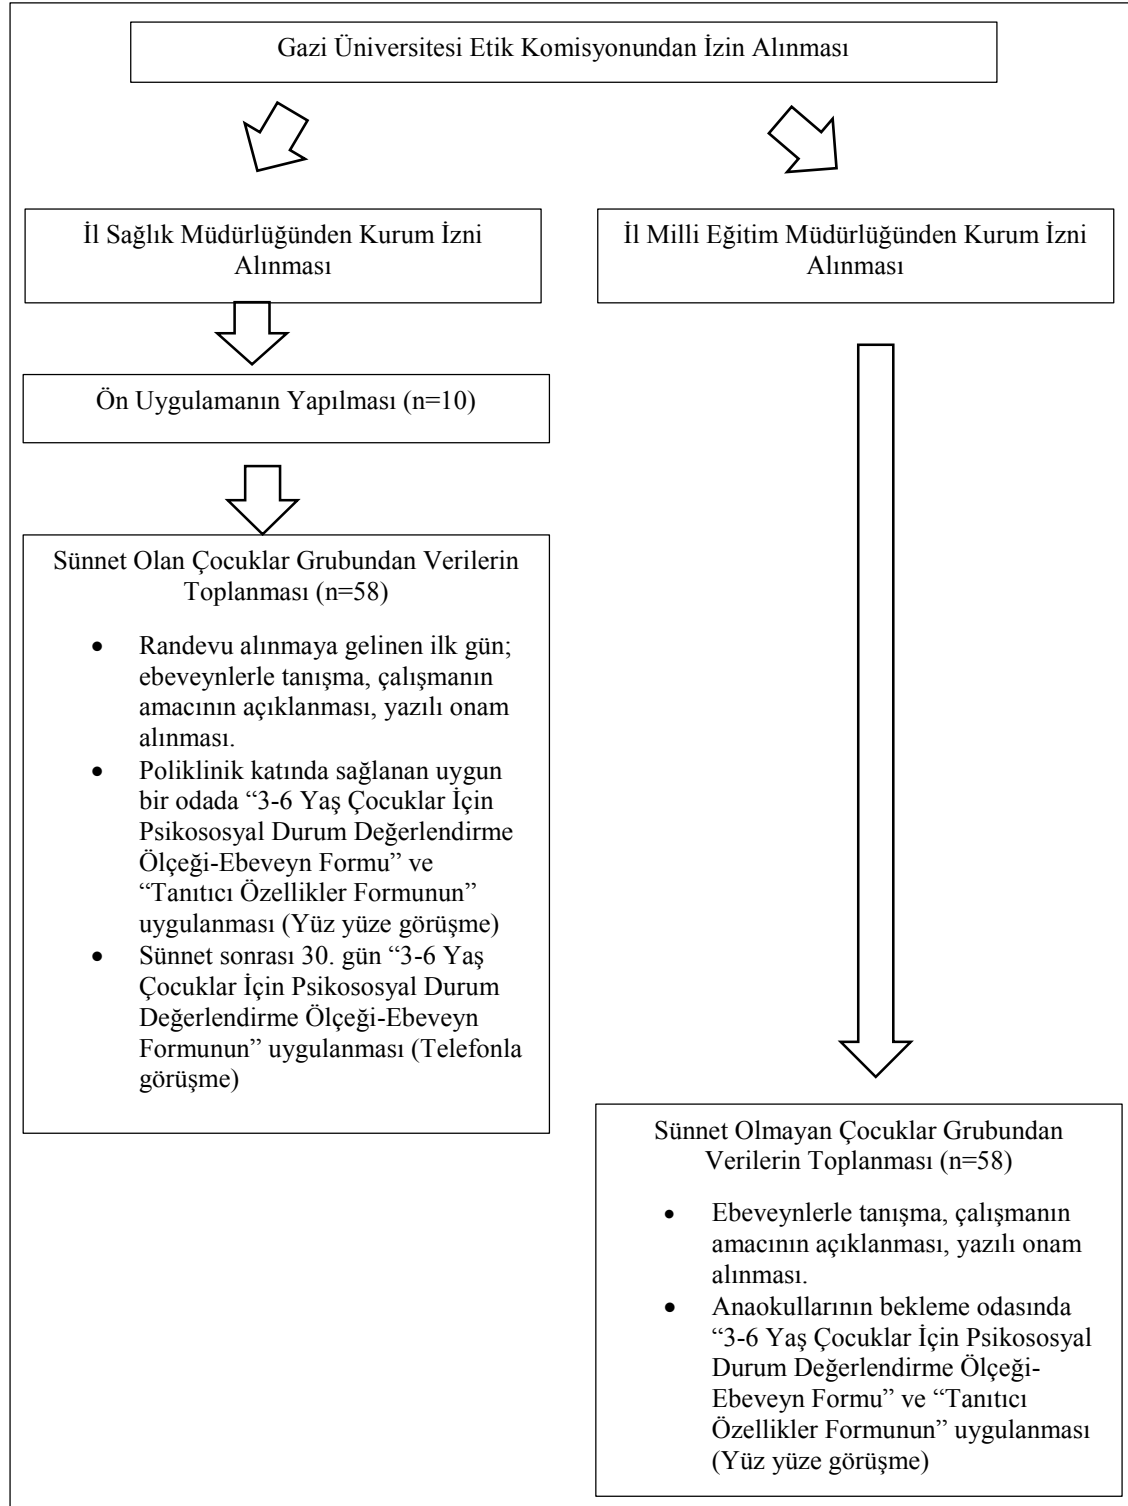 Gazi Üniversitesi Etik Komisyonundan İzin Alınması
İl Sağlık Müdürlüğünden Kurum İzni
Alınması
İl Milli Eğitim Müdürlüğünden Kurum İzni
Alınması
Ön Uygulamanın Yapılması (n=10)
Sünnet Olan Çocuklar Grubundan Verilerin
Toplanması (n=58)
• Randevu alınmaya gelinen ilk gün;
ebeveynlerle tanışma, çalışmanın
amacının açıklanması, yazılı onam
alınması.
• Poliklinik katında sağlanan uygun
bir odada “3-6 Yaş Çocuklar İçin
Psikososyal Durum Değerlendirme
Ölçeği-Ebeveyn Formu” ve
“Tanıtıcı Özellikler Formunun”
uygulanması (Yüz yüze görüşme)
• Sünnet sonrası 30. gün “3-6 Yaş
Çocuklar İçin Psikososyal Durum
Değerlendirme Ölçeği-Ebeveyn
Formunun” uygulanması (Telefonla
görüşme)
Sünnet Olmayan Çocuklar Grubundan
Verilerin Toplanması (n=58)
• Ebeveynlerle tanışma, çalışmanın
amacının açıklanması, yazılı onam
alınması.
• Anaokullarının bekleme odasında
“3-6 Yaş Çocuklar İçin Psikososyal
Durum Değerlendirme Ölçeği-
Ebeveyn Formu” ve “Tanıtıcı
Özellikler Formunun” uygulanması
(Yüz yüze görüşme)